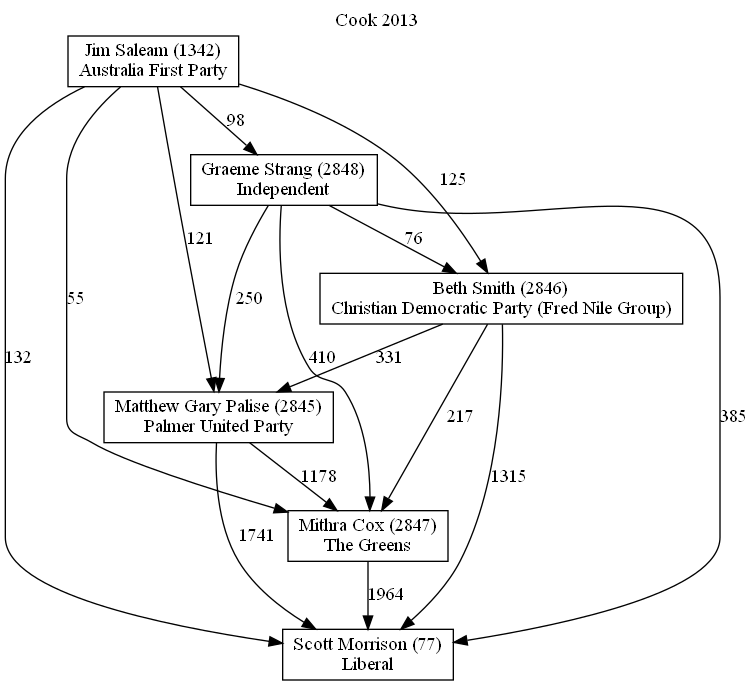 Cook 2013
Jim Saleam (1342)
Australia First Party
98
Graeme Strang (2848)
Independent
125
121
76
55
250
Beth Smith (2846)
Christian Democratic Party (Fred Nile Group)
132
410
331
385
Matthew Gary Palise (2845)
Palmer United Party
217
1178
1315
Mithra Cox (2847)
The Greens
1741
1964
Scott Morrison (77)
Liberal